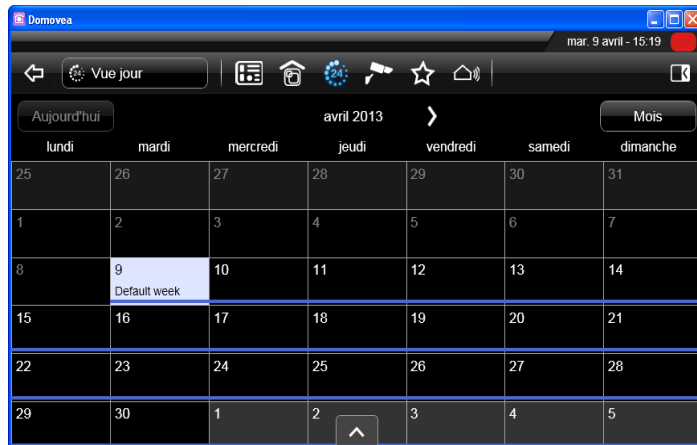 Domovea
mar. 9 avril - 15:19
24 Vue jour
24
Aujourd'hui avril 2013 Mois
lundi mardi mercredi jeudi vendredi samedi dimanche
25 26 27 28 29 30 31
1 2 3 4 5 6 7
8 9 10 11 12 13 14
Default week
15 16 17 18 19 20 21
22 23 24 25 26 27 28
29 30 1 2 3 4 5